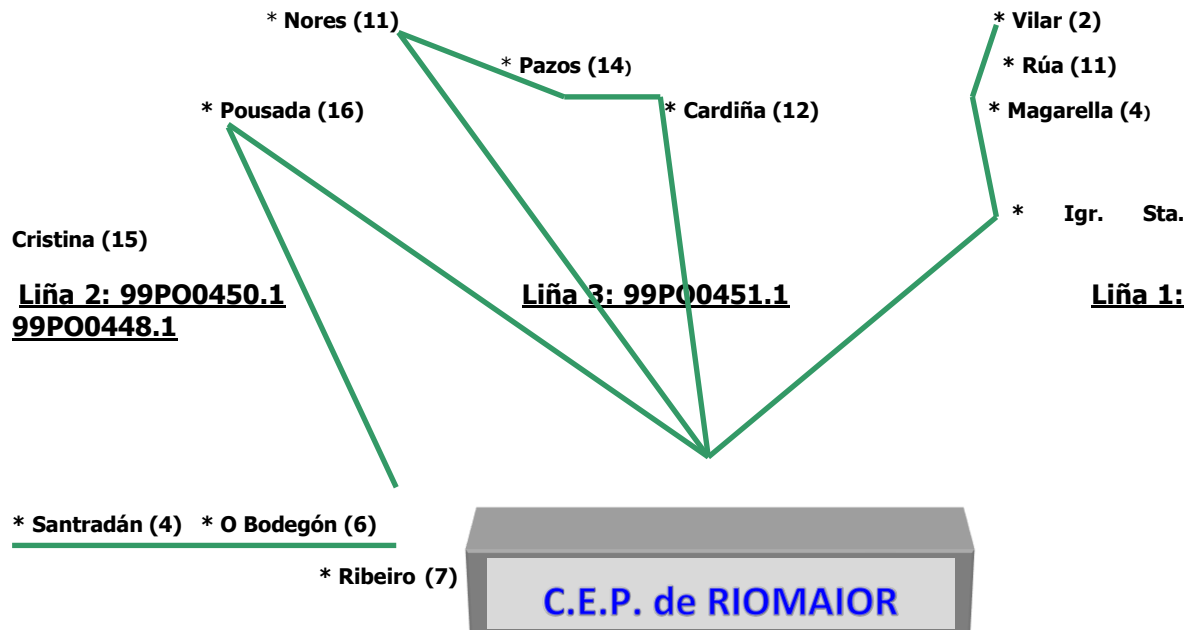 * Nores (11)
* Vilar (2)
* Pazos (14)
* Rúa (11)
* Pousada (16)
* Cardiña (12)
* Magarella (4)
* Igr. Sta.
Cristina (15)
Liña 2: 99PO0450.1 Liña 3: 99PO0451.1 Liña 1:
99PO0448.1
* Santradán (4) * O Bodegón (6)
* Ribeiro (7)
C.E.P. de RIOMAIOR